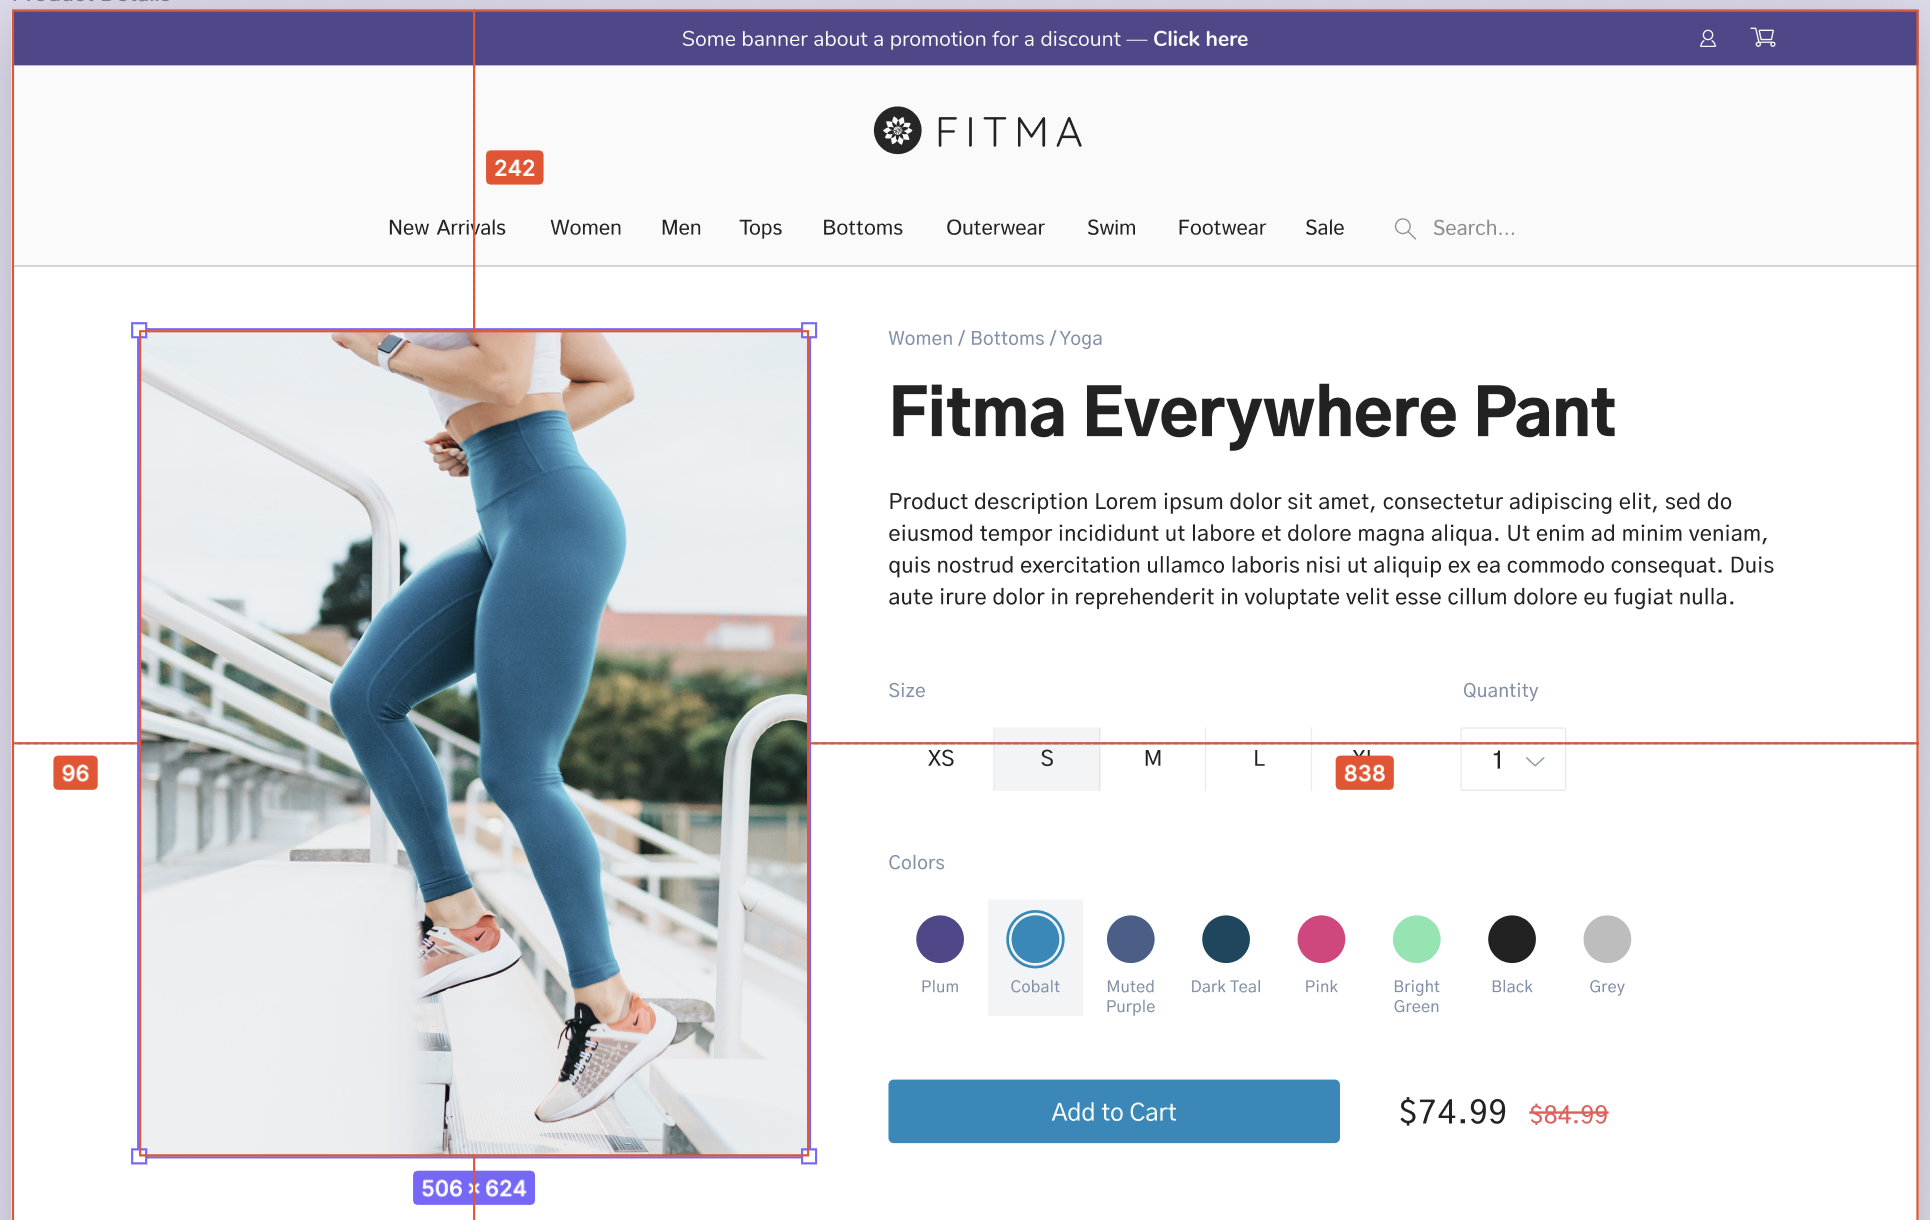 Product Details
Some banner about a promotion for a discount — Click here
FITMA
242
New Arrivals Women Men Tops Bottoms Outerwear Swim Footwear Sale Search...
Women / Bottoms / Yoga
Fitma Everywhere Pant
Product description Lorem ipsum dolor sit amet, consectetur adipiscing elit, sed do
eiusmod tempor incididunt ut labore et dolore magna aliqua. Ut enim ad minim veniam,
quis nostrud exercitation ullamco laboris nisi ut aliquip ex ea commodo consequat. Duis
aute irure dolor in reprehenderit in voluptate velit esse cillum dolore eu fugiat nulla.
Size Quantity
XS S M L XL 1
96
838
Colors
Plum Cobalt Muted Purple Dark Teal Pink Bright Green Black Grey
Add to Cart $74.99 $84.99
506 × 624